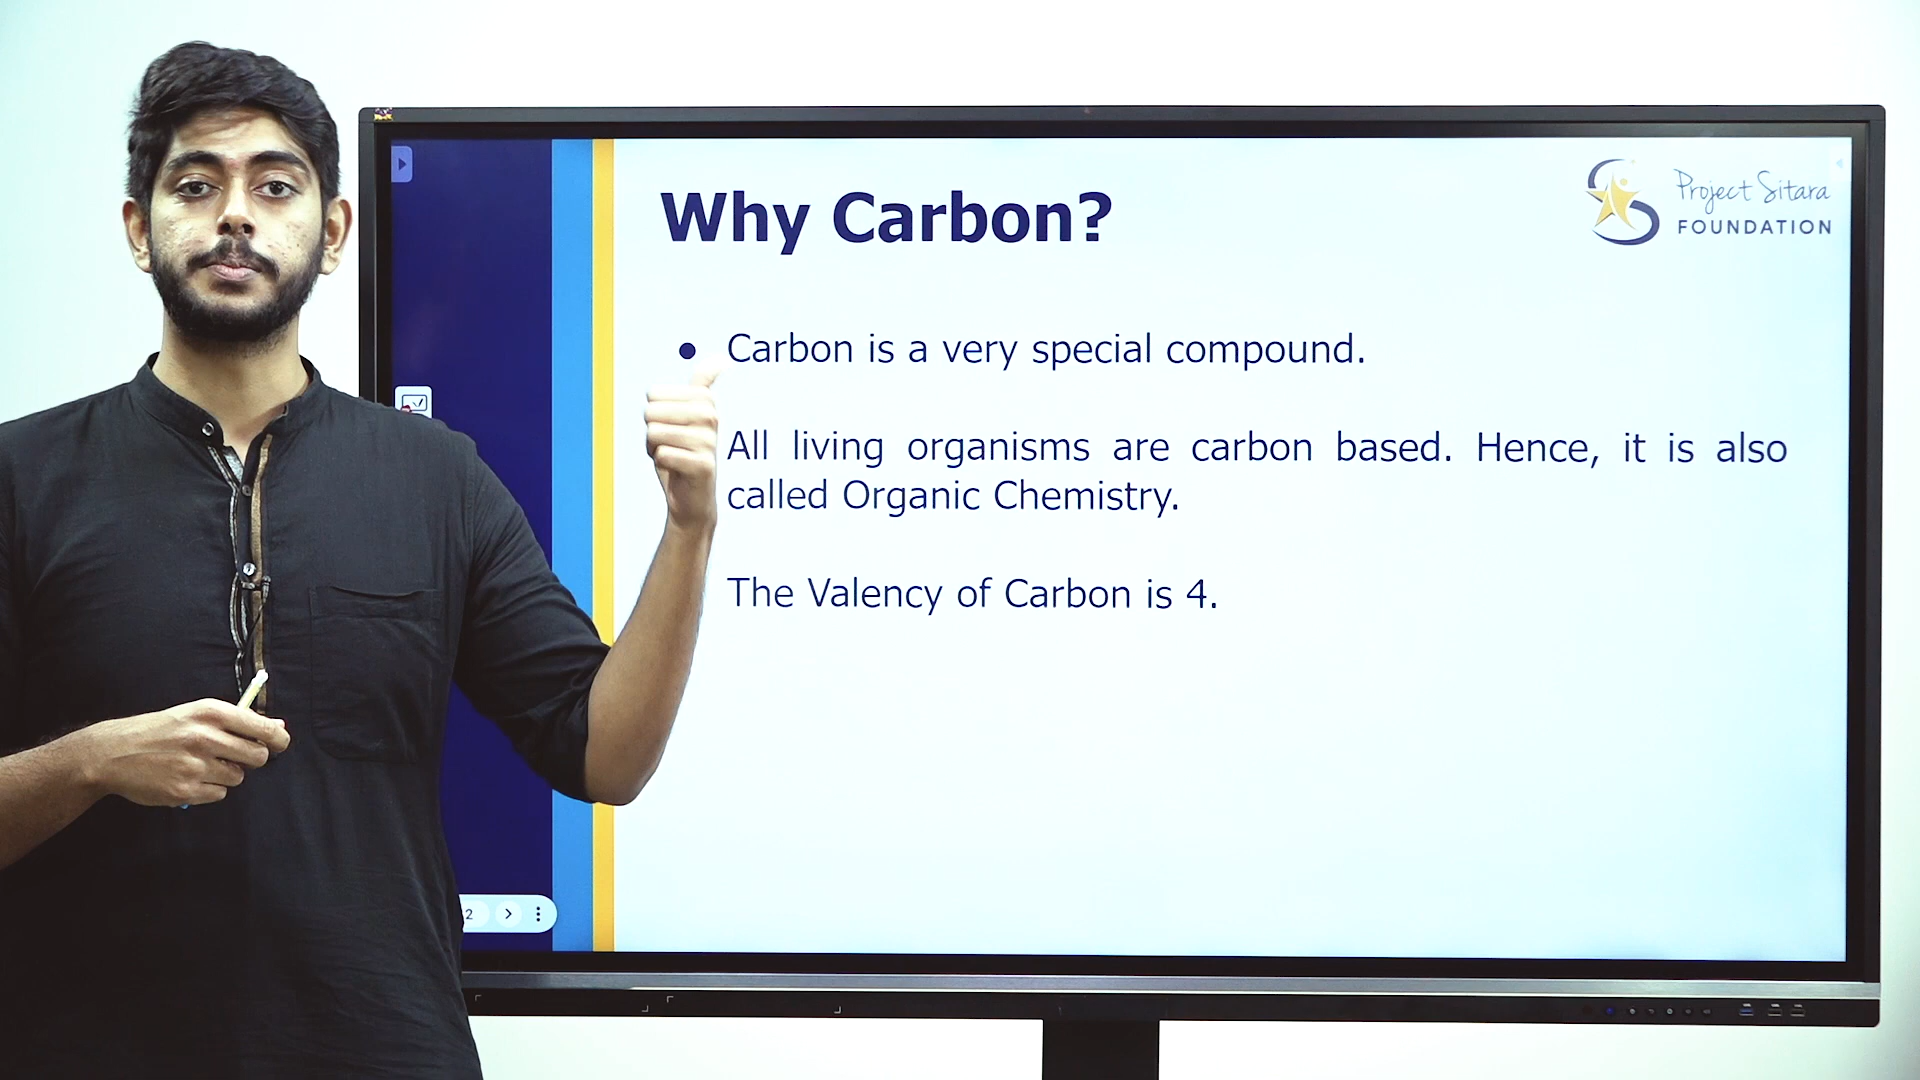 Why Carbon?
Project Sitara
FOUNDATION
• Carbon is a very special compound.
All living organisms are carbon based. Hence, it is also
called Organic Chemistry.
The Valency of Carbon is 4.
2